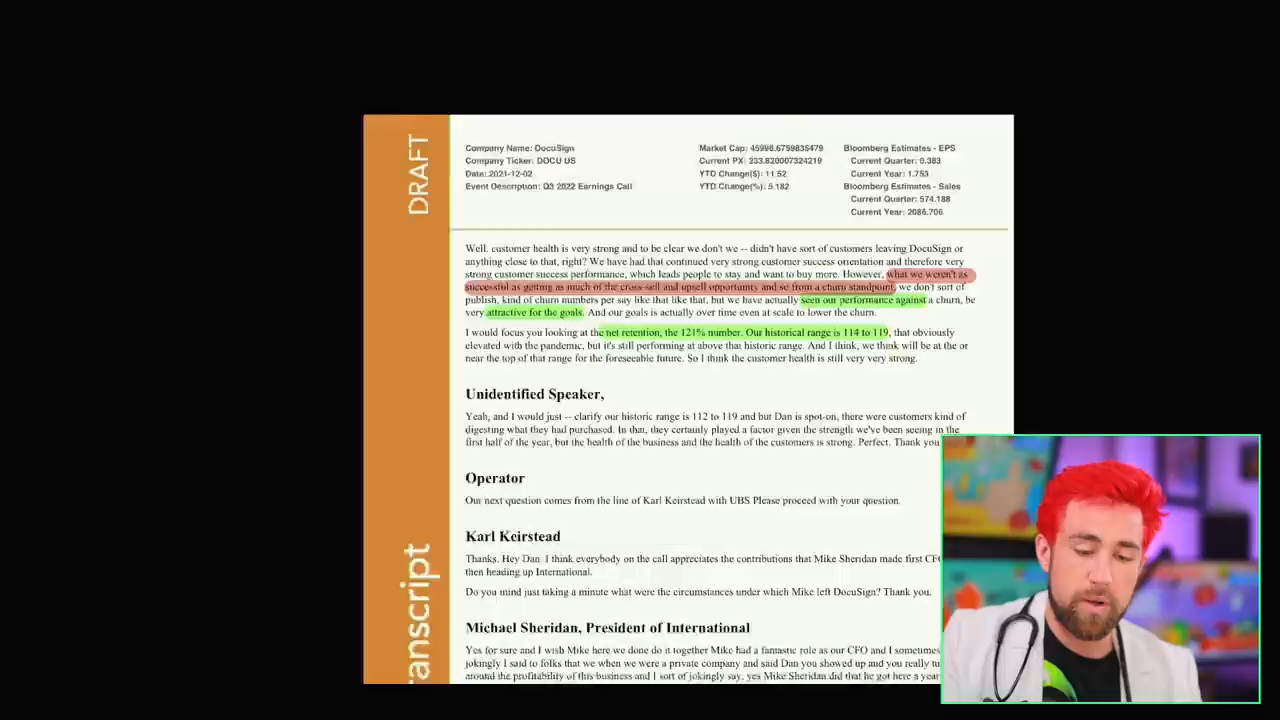 DRAFT
Company Name: DocuSign
Company Ticker: DOCU US
Date: 2021-12-02
Event Description: Q3 2022 Earnings Call
Market Cap: 45998.6759835479
Current PX: 233.820007324219
YTD Change($): 11.52
YTD Change(%): 5.182
Bloomberg Estimates - EPS
Current Quarter: 0.383
Current Year: 1.753
Bloomberg Estimates - Sales
Current Quarter: 574.188
Current Year: 2086.706
Well. customer health is very strong and to be clear we don't we -- didn't have sort of customers leaving DocuSign or
anything close to that, right? We have had that continued very strong customer success orientation and therefore very
strong customer success performance, which leads people to stay and want to buy more. However, what we weren't as
successful as getting as much of the cross-sell and upsell opportunity and so from a churn standpoint, we don't sort of
publish, kind of churn numbers per say like that like that, but we have actually seen our performance against a churn, be
very attractive for the goals. And our goals is actually over time even at scale to lower the churn.
I would focus you looking at the net retention, the 121% number. Our historical range is 114 to 119, that obviously
elevated with the pandemic, but it's still performing at above that historic range. And I think, we think will be at the or
near the top of that range for the foreseeable future. So I think the customer health is still very very strong.
Unidentified Speaker,
Yeah, and I would just -- clarify our historic range is 112 to 119 and but Dan is spot-on, there were customers kind of
digesting what they had purchased. In that, they certainly played a factor given the strength we've been seeing in the
first half of the year, but the health of the business and the health of the customers is strong. Perfect. Thank you
Operator
Our next question comes from the line of Karl Keirstead with UBS Please proceed with your question.
Karl Keirstead
Thanks. Hey Dan. I think everybody on the call appreciates the contributions that Mike Sheridan made first CFO
then heading up International.
Do you mind just taking a minute what were the circumstances under which Mike left DocuSign? Thank you.
Michael Sheridan, President of International
Yes for sure and I wish Mike here we done do it together Mike had a fantastic role as our CFO and I sometimes
jokingly I said to folks that we when we were a private company and said Dan you showed up and you really tu
around the profitability of this business and I sort of jokingly say, yes Mike Sheridan did that he got here a year
anscript